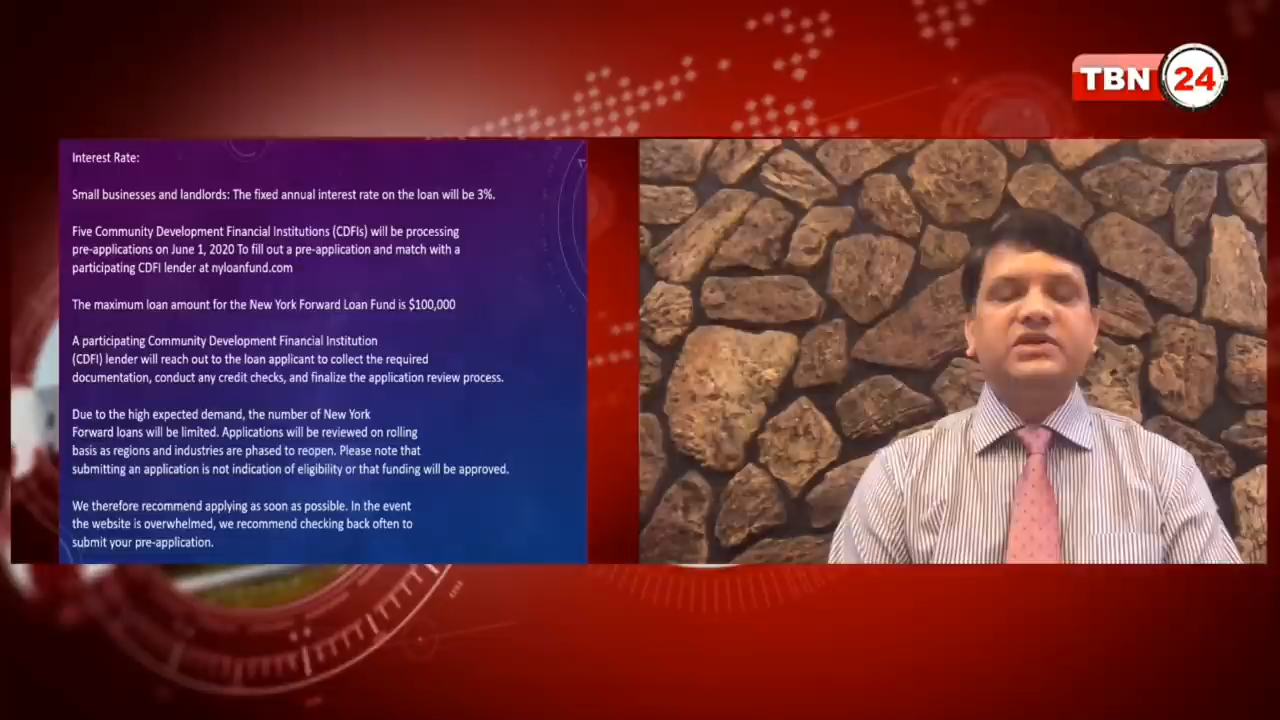 TBN 24
Interest Rate:
Small businesses and landlords: The fixed annual interest rate on the loan will be 3%.
Five Community Development Financial Institutions (CDFIs) will be processing
pre-applications on June 1, 2020 To fill out a pre-application and match with a
participating CDFI lender at nyloanfund.com
The maximum loan amount for the New York Forward Loan Fund is $100,000
A participating Community Development Financial Institution
(CDFI) lender will reach out to the loan applicant to collect the required
documentation, conduct any credit checks, and finalize the application review process.
Due to the high expected demand, the number of New York
Forward loans will be limited. Applications will be reviewed on rolling
basis as regions and industries are phased to reopen. Please note that
submitting an application is not indication of eligibility or that funding will be approved.
We therefore recommend applying as soon as possible. In the event
the website is overwhelmed, we recommend checking back often to
submit your pre-application.